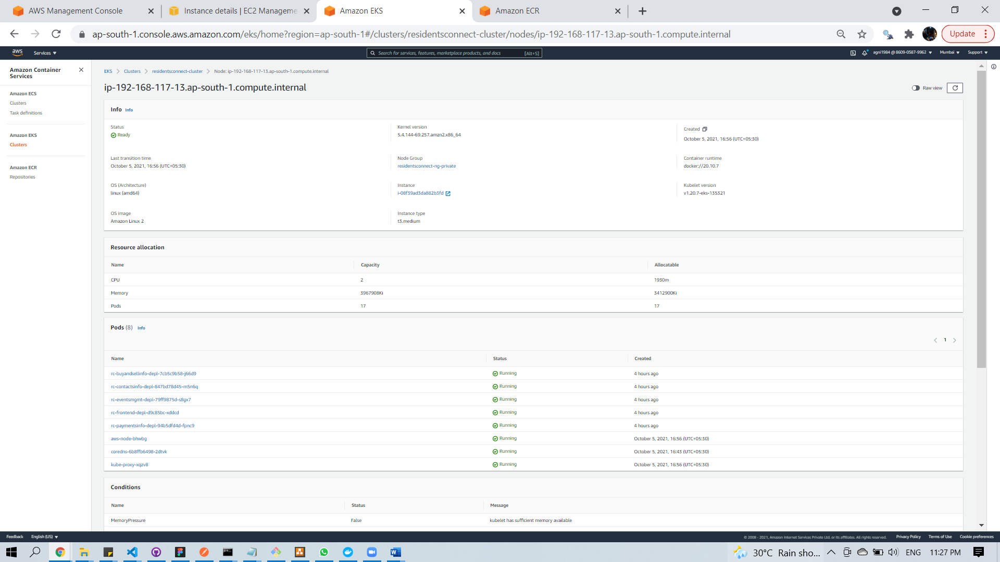 AWS Management Console
Instance details | EC2 Manageme
Amazon EKS
Amazon ECR
ap-south-1.console.aws.amazon.com/eks/home?region=ap-south-1#/clusters/residentsconnect-cluster/nodes/ip-192-168-117-13.ap-south-1.compute.internal
Update
aws
Services
Search for services, features, marketplace products, and docs [Alt+S]
agni1984 @ 8609-0587-9962
Mumbai
Support
Amazon Container Services
Amazon ECS
Clusters
Task definitions
Amazon EKS
Clusters
Amazon ECR
Repositories
EKS > Clusters > residentsconnect-cluster > Node: ip-192-168-117-13.ap-south-1.compute.internal
ip-192-168-117-13.ap-south-1.compute.internal
Raw view
Info Info
Status
Ready
Kernel version
5.4.144-69.257.amzn2.x86_64
Created
October 5, 2021, 16:56 (UTC+05:30)
Last transition time
October 5, 2021, 16:56 (UTC+05:30)
Node Group
residentsconnect-ng-private
Container runtime
docker://20.10.7
OS (Architecture)
linux (amd64)
Instance
i-08f39ad3da882b3fd
Kubelet version
v1.20.7-eks-135321
OS image
Amazon Linux 2
Instance type
t3.medium
Resource allocation
Name Capacity Allocatable
CPU 2 1930m
Memory 3967908Ki 3412900Ki
Pods 17 17
Pods (8) Info
1
Name Status Created
rc-buyandsellinfo-depl-7cb5c9b58-j66d9 Running 4 hours ago
rc-contactsinfo-depl-847bd78d45-m5n6q Running 4 hours ago
rc-eventsmgmt-depl-79ff9875d-s8gx7 Running 4 hours ago
rc-frontend-depl-d9c85bc-xddcd Running 4 hours ago
rc-paymentsinfo-depl-94b5dfd4d-fpnc9 Running 4 hours ago
aws-node-bhwbg Running October 5, 2021, 16:56 (UTC+05:30)
coredns-6b8ffb6498-2dtvk Running October 5, 2021, 16:43 (UTC+05:30)
kube-proxy-xqzv8 Running October 5, 2021, 16:56 (UTC+05:30)
Conditions
Name Status Message
MemoryPressure False kubelet has sufficient memory available
Feedback
English (US)
© 2008 - 2021, Amazon Internet Services Private Ltd. or its affiliates. All rights reserved.
Privacy Policy
Terms of Use
Cookie preferences
30°C Rain sho...
ENG
11:27 PM